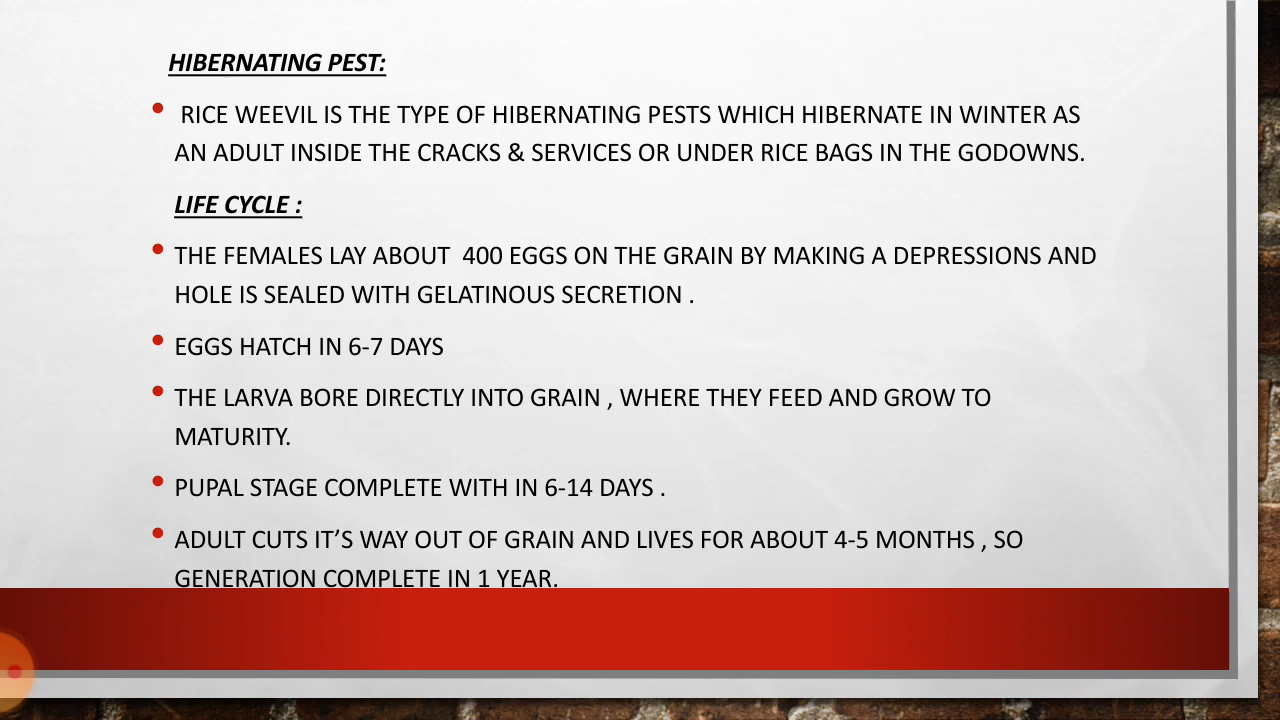 HIBERNATING PEST:
• RICE WEEVIL IS THE TYPE OF HIBERNATING PESTS WHICH HIBERNATE IN WINTER AS
AN ADULT INSIDE THE CRACKS & SERVICES OR UNDER RICE BAGS IN THE GODOWNS.
LIFE CYCLE :
• THE FEMALES LAY ABOUT 400 EGGS ON THE GRAIN BY MAKING A DEPRESSIONS AND
HOLE IS SEALED WITH GELATINOUS SECRETION .
• EGGS HATCH IN 6-7 DAYS
• THE LARVA BORE DIRECTLY INTO GRAIN , WHERE THEY FEED AND GROW TO
MATURITY.
• PUPAL STAGE COMPLETE WITH IN 6-14 DAYS .
• ADULT CUTS IT’S WAY OUT OF GRAIN AND LIVES FOR ABOUT 4-5 MONTHS , SO
GENERATION COMPLETE IN 1 YEAR.